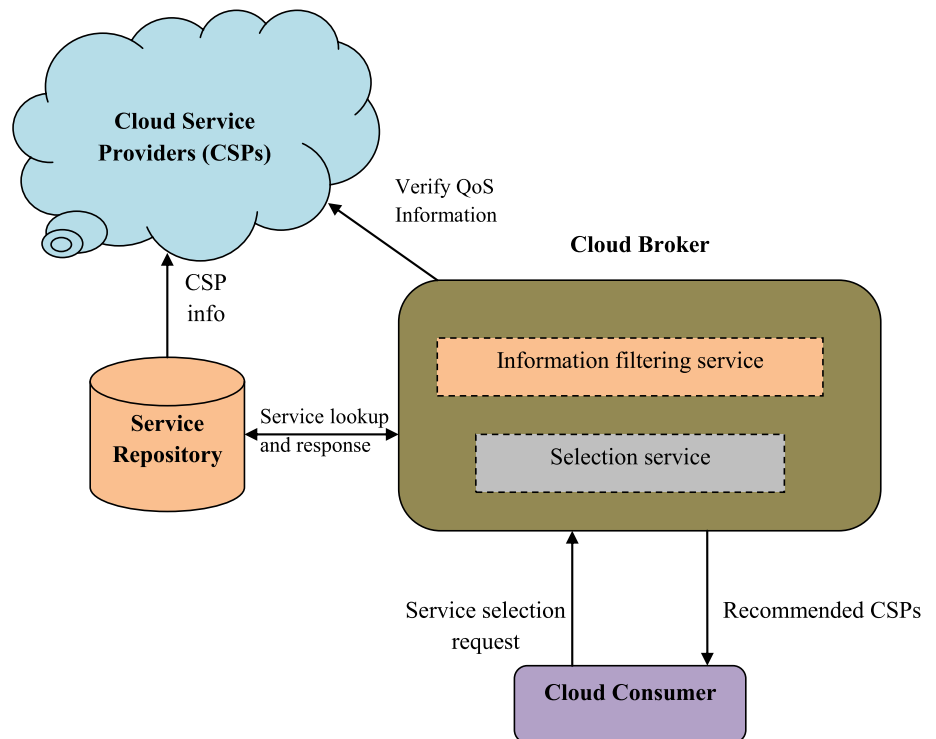 Cloud Service
Providers (CSPs)
Verify QoS
Information
Cloud Broker
CSP
info
Information filtering service
Service
Repository
Service lookup
and response
Selection service
Service selection
request
Recommended CSPs
Cloud Consumer